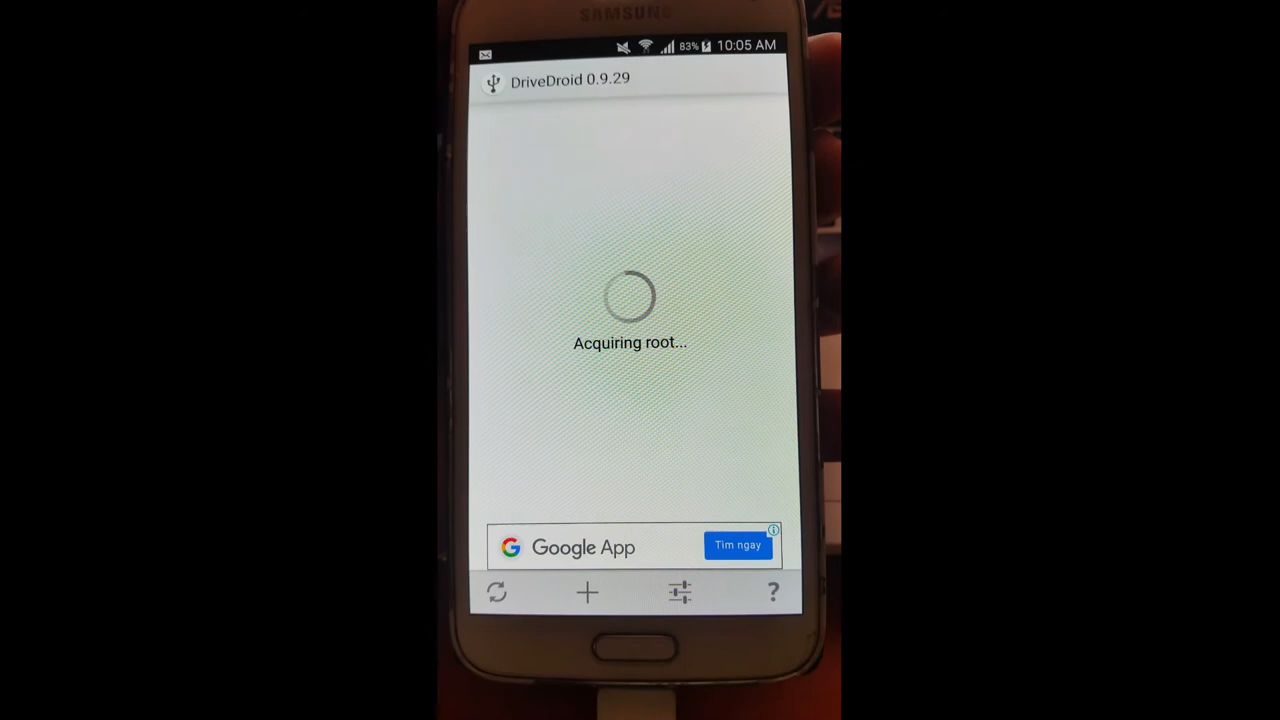 SAMSUNG
83% 10:05 AM
DriveDroid 0.9.29
Acquiring root...
Google App
Tìm ngay
?